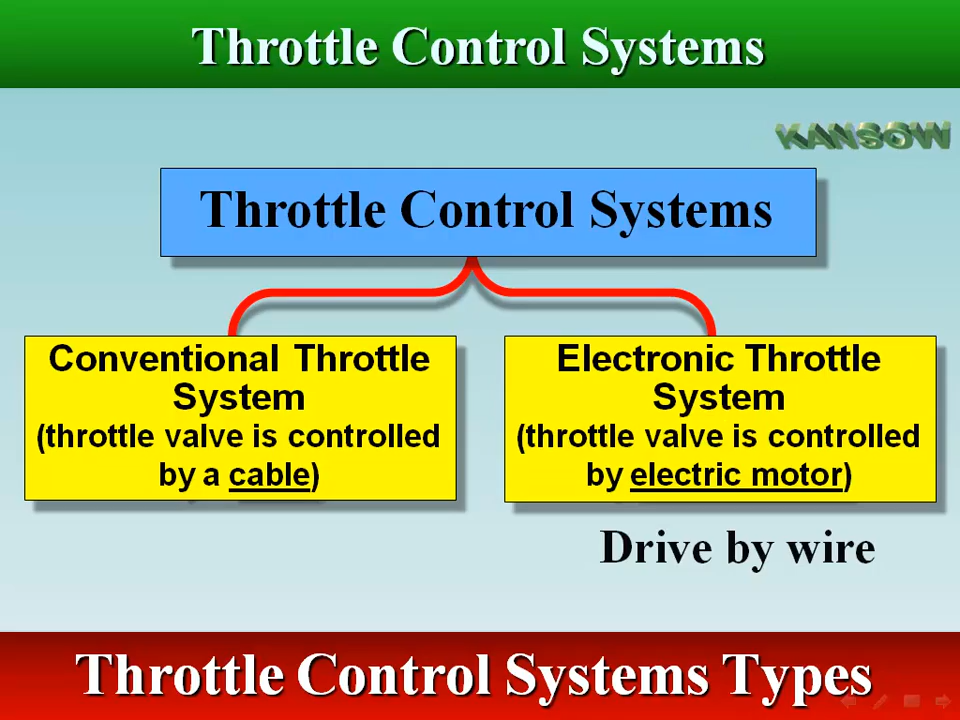 Throttle Control Systems
KANSOW
Throttle Control Systems
Conventional Throttle
System
(throttle valve is controlled
by a cable)
Electronic Throttle
System
(throttle valve is controlled
by electric motor)
Drive by wire
Throttle Control Systems Types